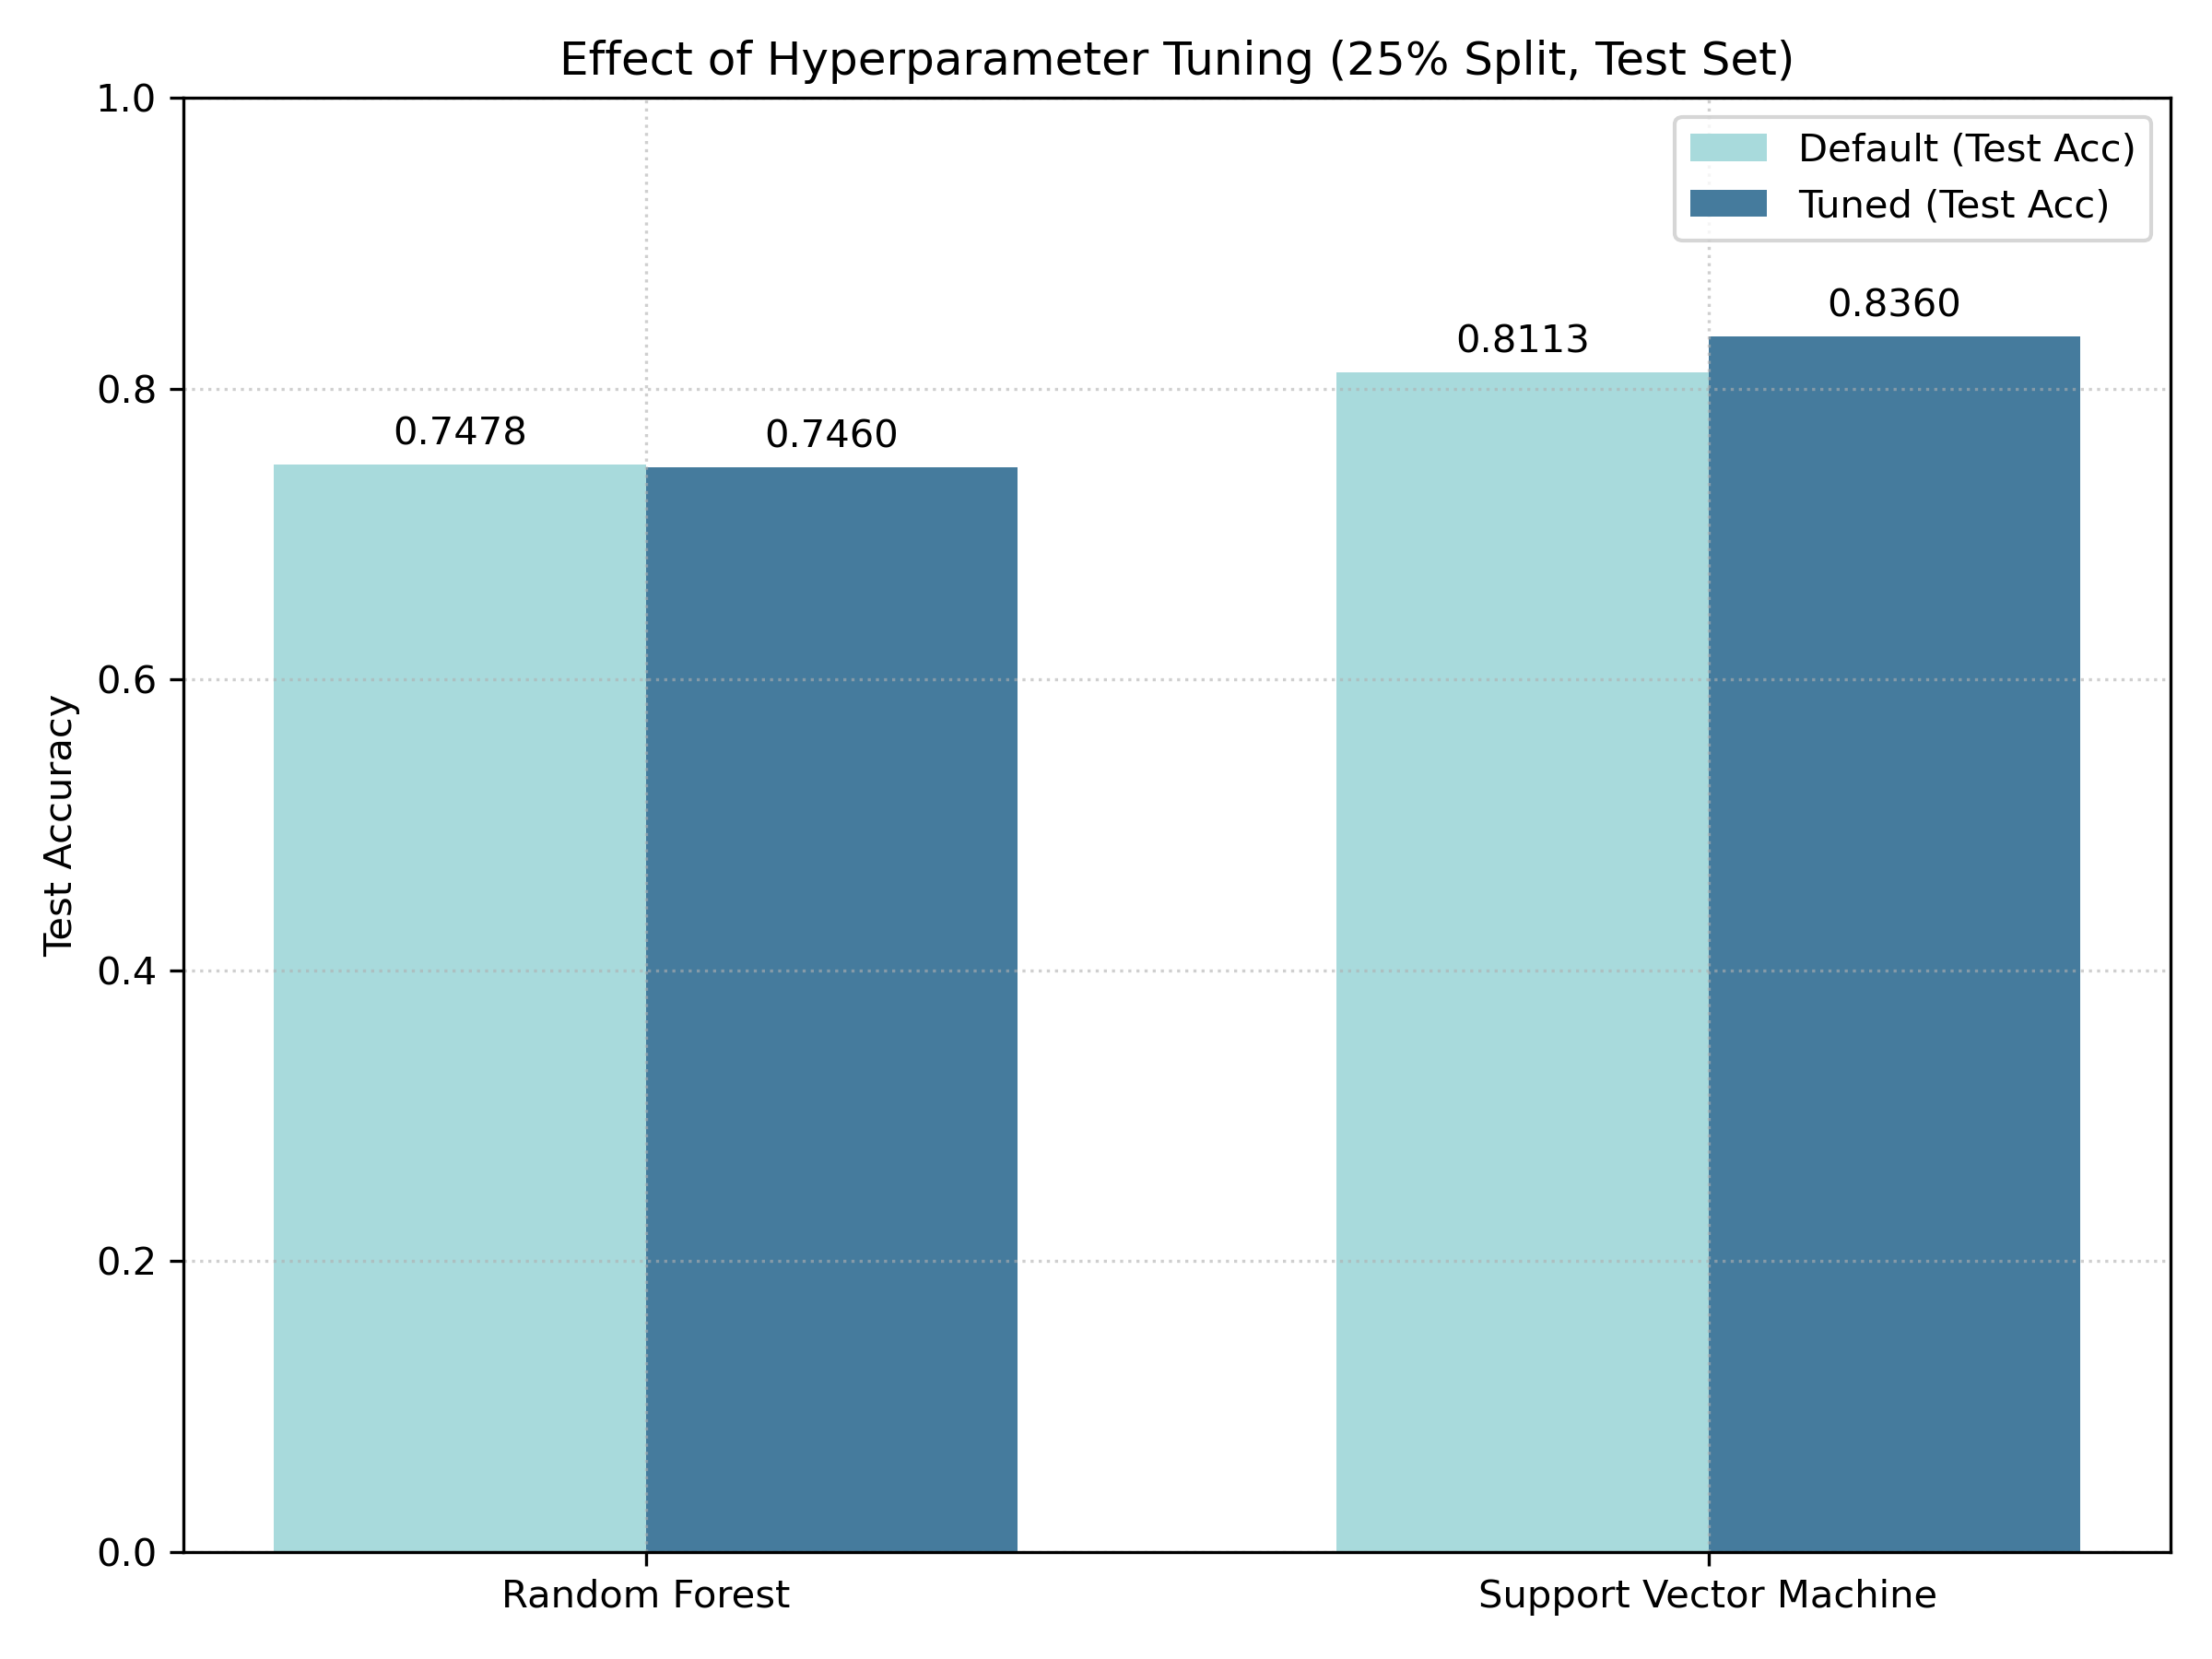 Effect of Hyperparameter Tuning (25% Split, Test Set)
Default (Test Acc)
Tuned (Test Acc)
Test Accuracy
1.0
0.8
0.6
0.4
0.2
0.0
0.7478
0.7460
0.8113
0.8360
Random Forest
Support Vector Machine